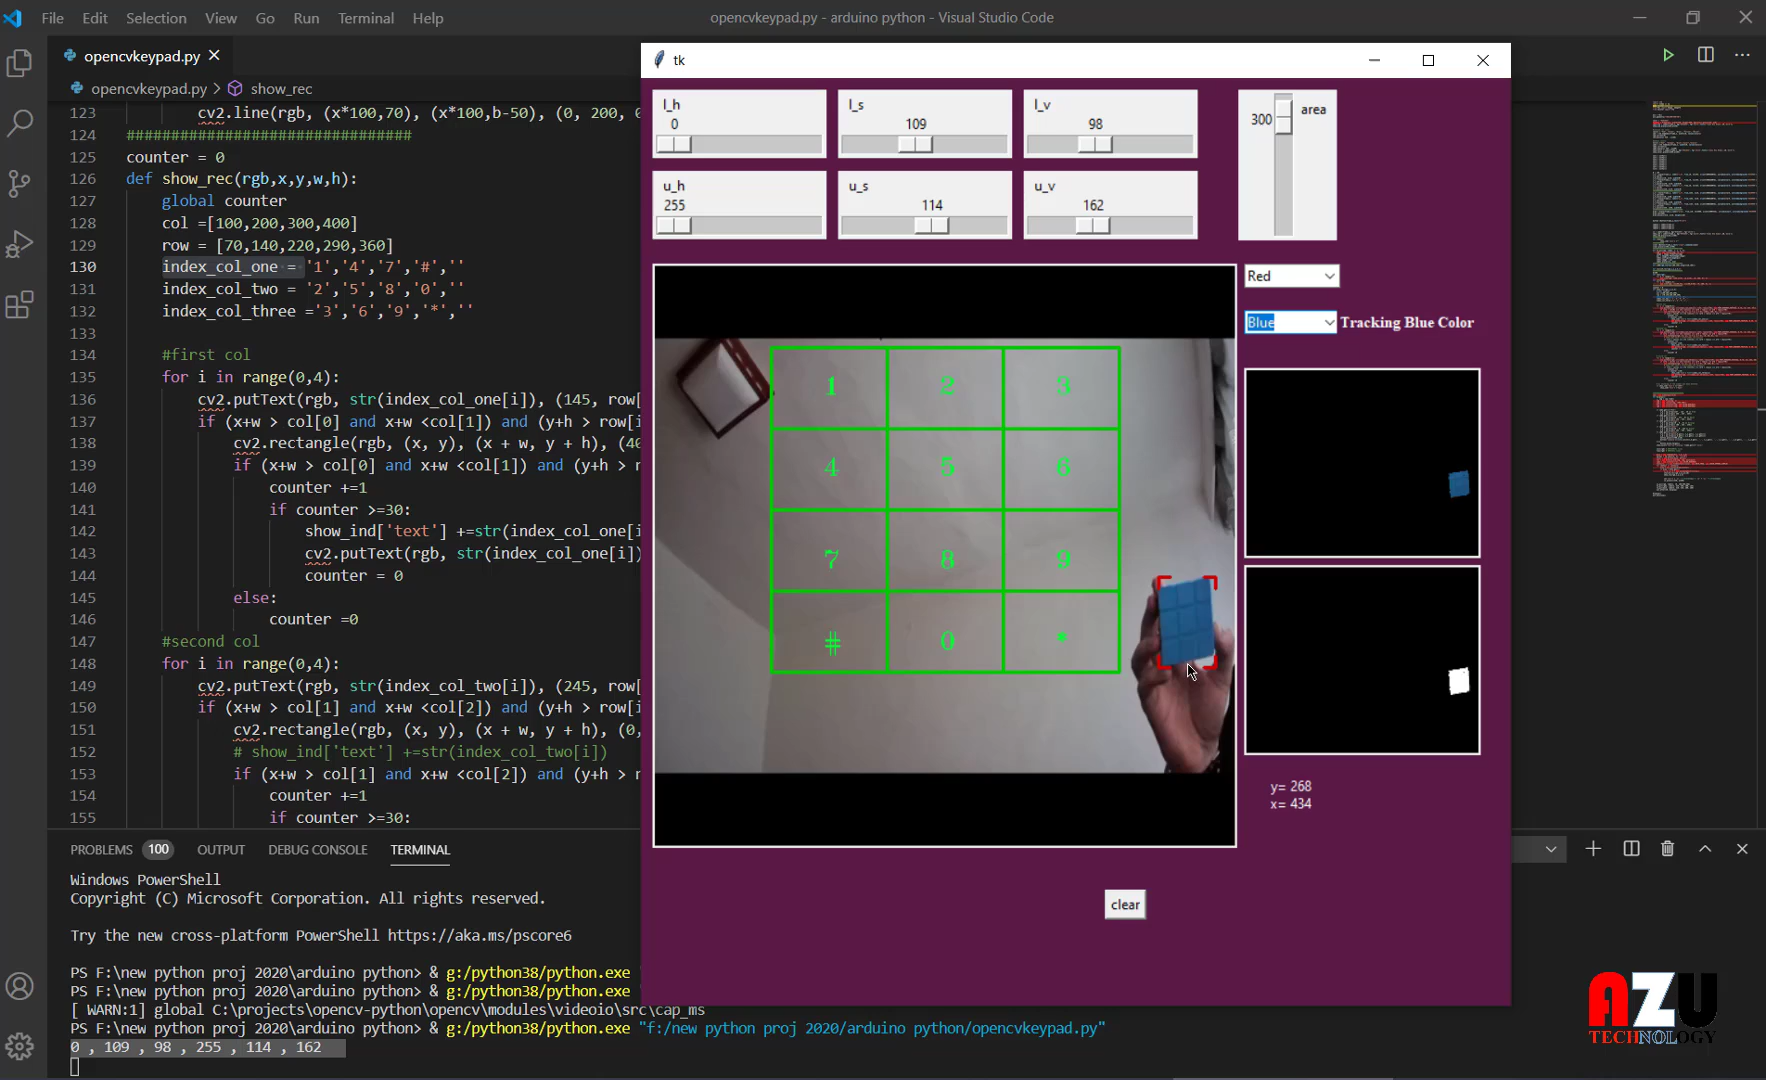 File Edit Selection View Go Run Terminal Help
opencvkeypad.py - arduino python - Visual Studio Code
opencvkeypad.py
opencvkeypad.py > show_rec
123 cv2.line(rgb, (x*100,70), (x*100,b-50), (0, 200, 0
124 ################################
125 counter = 0
126 def show_rec(rgb,x,y,w,h):
127 global counter
128 col =[100,200,300,400]
129 row = [70,140,220,290,360]
130 index_col_one = '1','4','7','#',''
131 index_col_two = '2','5','8','0',''
132 index_col_three ='3','6','9','*',''
133
134 #first col
135 for i in range(0,4):
136 cv2.putText(rgb, str(index_col_one[i]), (145, row[
137 if (x+w > col[0] and x+w <col[1]) and (y+h > row[i
138 cv2.rectangle(rgb, (x, y), (x + w, y + h), (40
139 if (x+w > col[0] and x+w <col[1]) and (y+h > r
140 counter +=1
141 if counter >=30:
142 show_ind['text'] +=str(index_col_one[i
143 cv2.putText(rgb, str(index_col_one[i])
144 counter = 0
145 else:
146 counter =0
147 #second col
148 for i in range(0,4):
149 cv2.putText(rgb, str(index_col_two[i]), (245, row[
150 if (x+w > col[1] and x+w <col[2]) and (y+h > row[i
151 cv2.rectangle(rgb, (x, y), (x + w, y + h), (0,
152 # show_ind['text'] +=str(index_col_two[i])
153 if (x+w > col[1] and x+w <col[2]) and (y+h > r
154 counter +=1
155 if counter >=30:
PROBLEMS 100 OUTPUT DEBUG CONSOLE TERMINAL
Windows PowerShell
Copyright (C) Microsoft Corporation. All rights reserved.
Try the new cross-platform PowerShell https://aka.ms/pscore6
PS F:\new python proj 2020\arduino python> & g:/python38/python.exe
PS F:\new python proj 2020\arduino python> & g:/python38/python.exe
[ WARN:1] global C:\projects\opencv-python\opencv\modules\videoio\src\cap_ms
PS F:\new python proj 2020\arduino python> & g:/python38/python.exe "f:/new python proj 2020/arduino python/opencvkeypad.py"
0 , 109 , 98 , 255 , 114 , 162
tk
l_h
0
l_s
109
l_v
98
300 area
u_h
255
u_s
114
u_v
162
Red
Blue Tracking Blue Color
1 2 3
4 5 6
7 8 9
# 0 *
y= 268
x= 434
clear
AZU
TECHNOLOGY